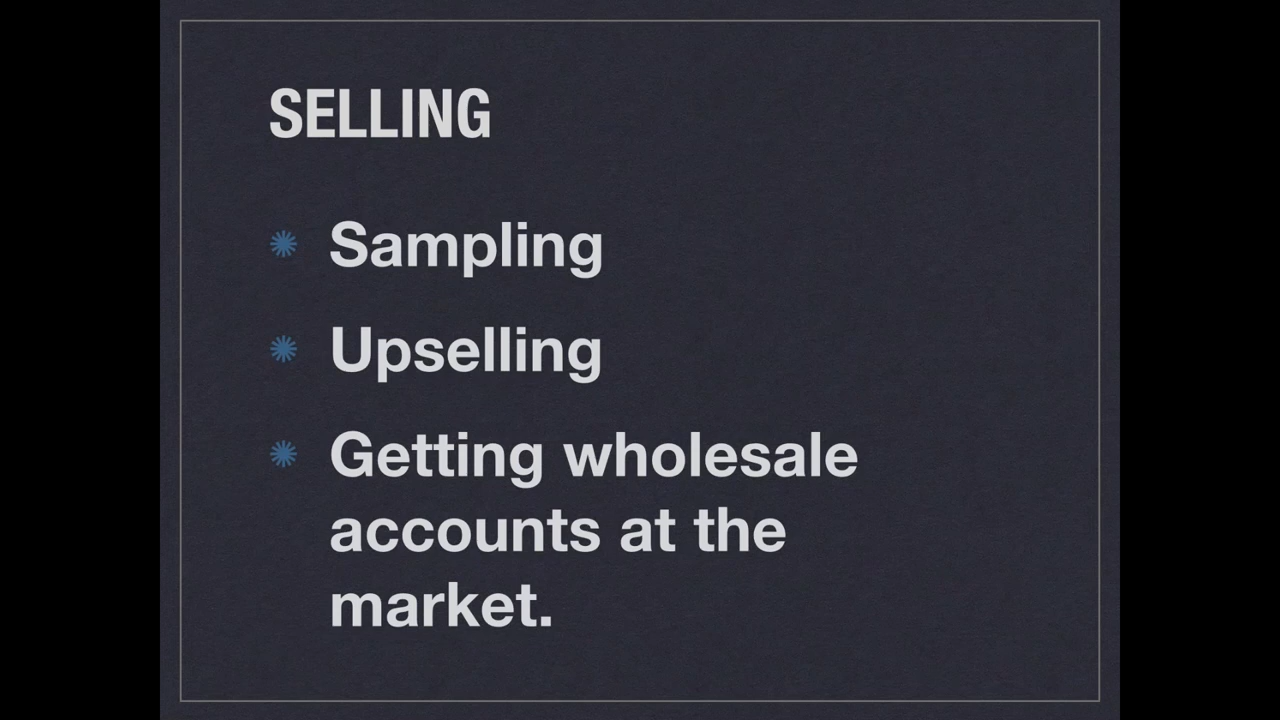 SELLING
Sampling
Upselling
Getting wholesale
accounts at the
market.